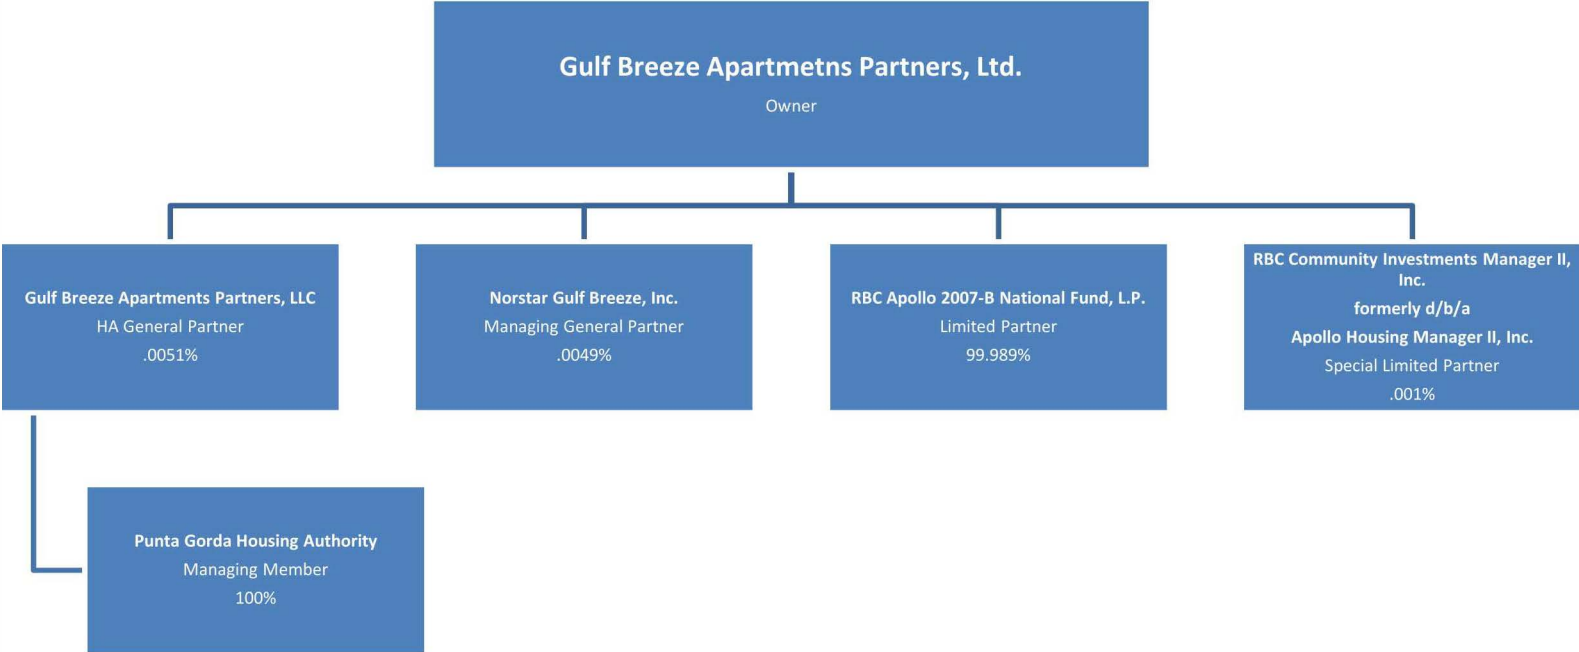 Gulf Breeze Apartmetns Partners, Ltd.
Owner
Gulf Breeze Apartments Partners, LLC
HA General Partner
.0051%
Norstar Gulf Breeze, Inc.
Managing General Partner
.0049%
RBC Apollo 2007-B National Fund, L.P.
Limited Partner
99.989%
RBC Community Investments Manager II,
Inc.
formerly d/b/a
Apollo Housing Manager II, Inc.
Special Limited Partner
.001%
Punta Gorda Housing Authority
Managing Member
100%